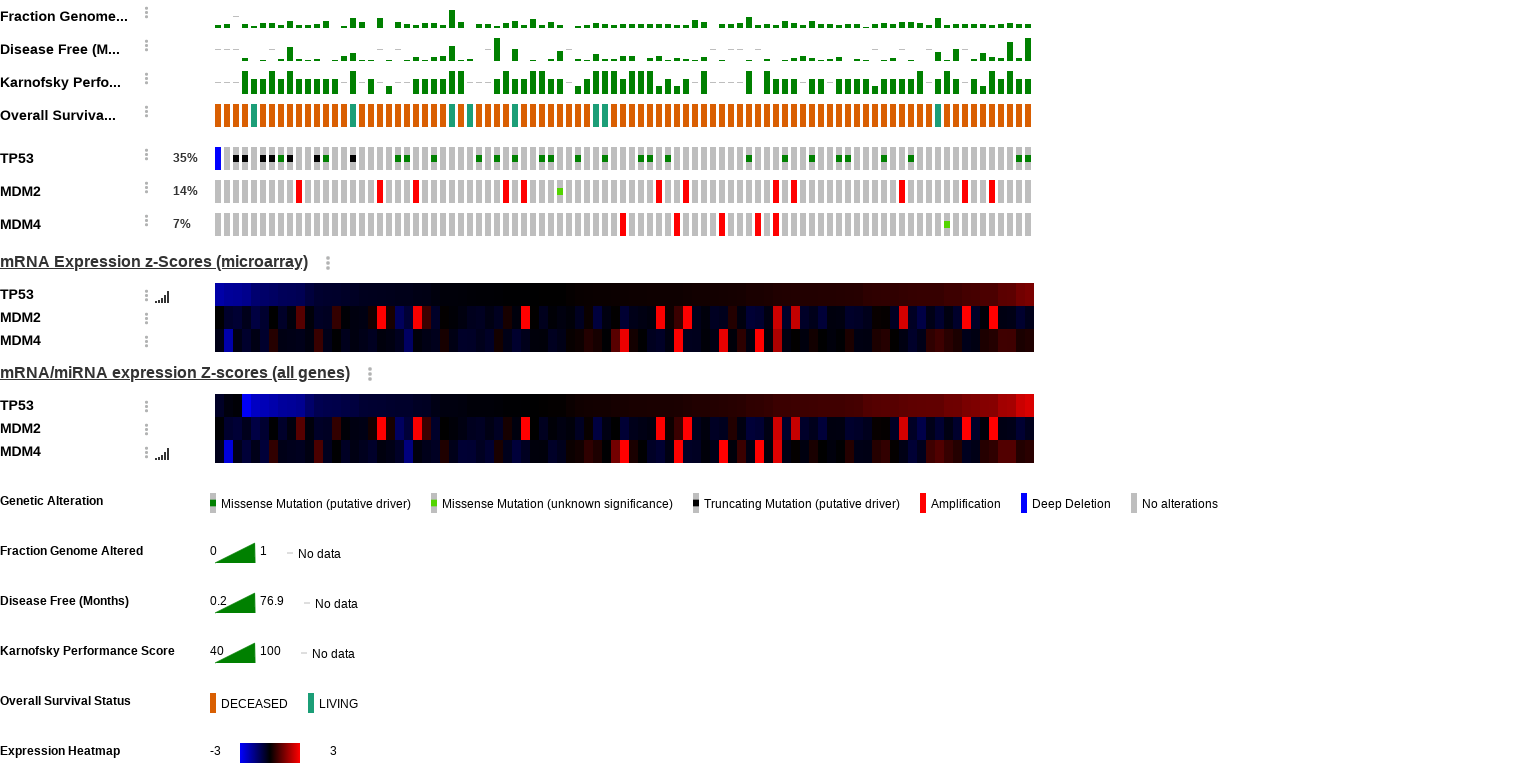 Fraction Genome...
Disease Free (M...
Karnofsky Perfo...
Overall Surviva...
TP53 35%
MDM2 14%
MDM4 7%
mRNA Expression z-Scores (microarray)
TP53
MDM2
MDM4
mRNA/miRNA expression Z-scores (all genes)
TP53
MDM2
MDM4
Genetic Alteration Missense Mutation (putative driver) Missense Mutation (unknown significance) Truncating Mutation (putative driver) Amplification Deep Deletion No alterations
Fraction Genome Altered 0 1 No data
Disease Free (Months) 0.2 76.9 No data
Karnofsky Performance Score 40 100 No data
Overall Survival Status DECEASED LIVING
Expression Heatmap -3 3